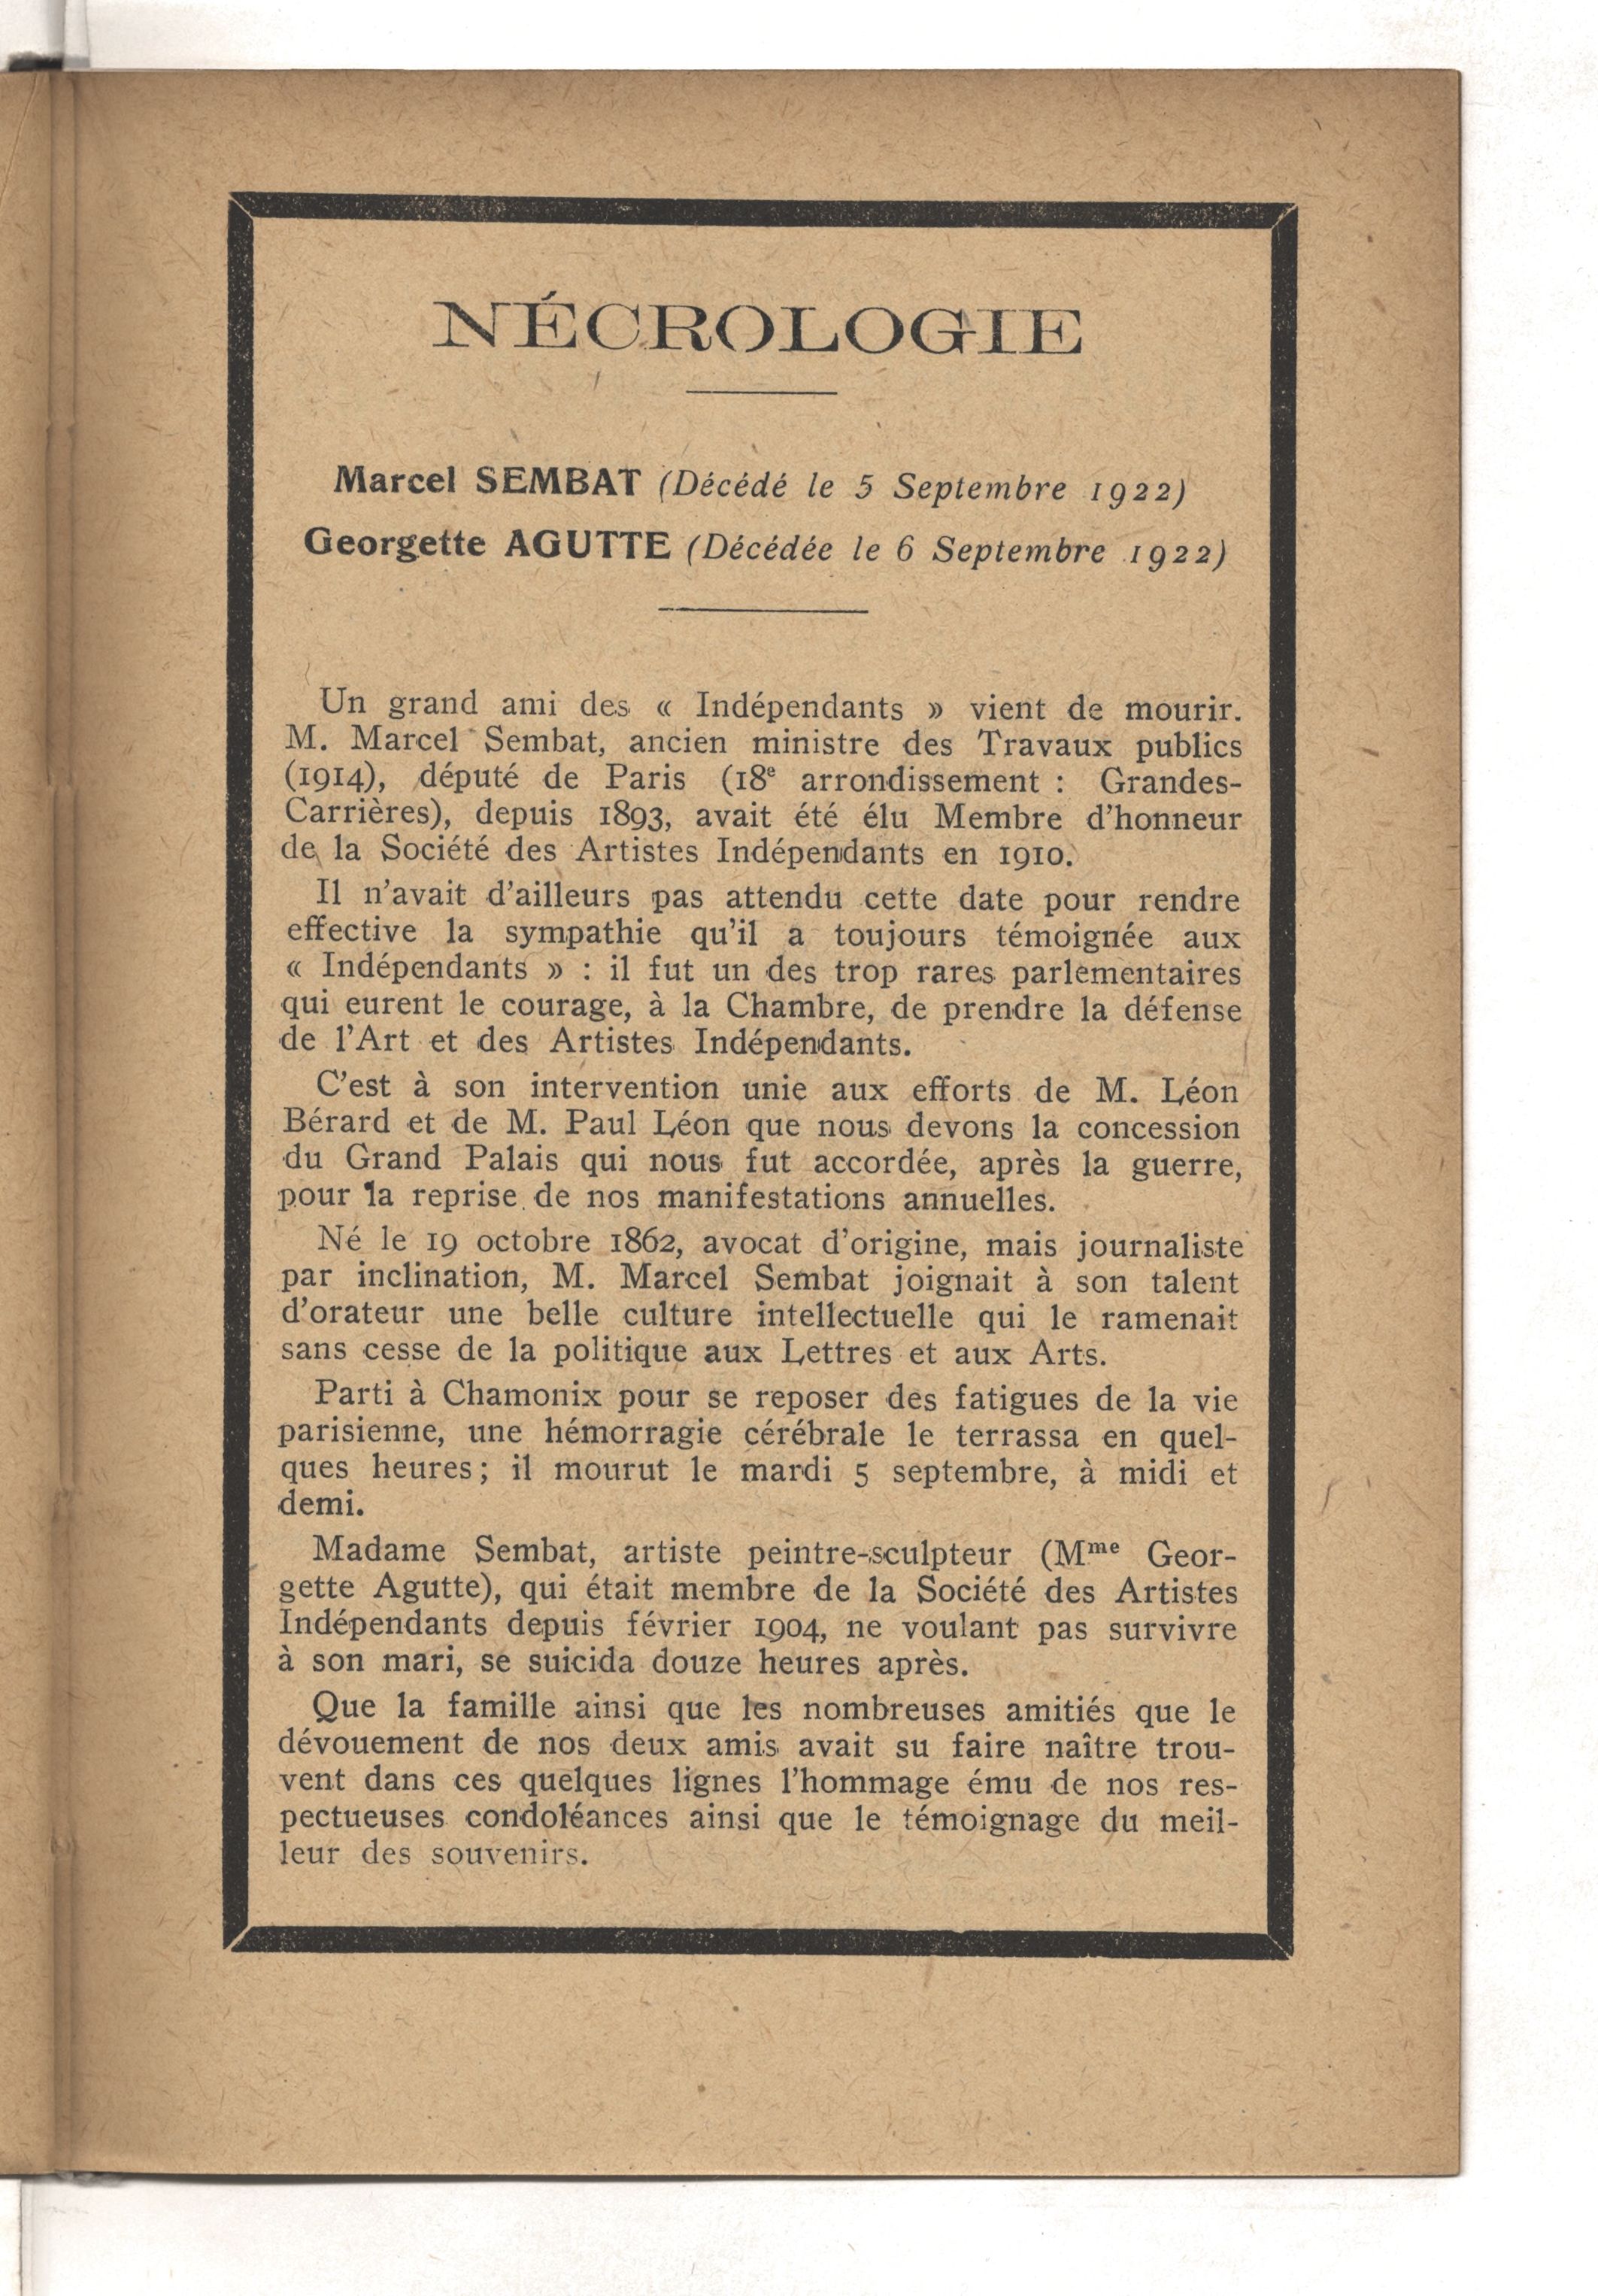 NÉCROLOGIE
Marcel SEMBAT (Décédé le 5 Septembre 1922)
Georgette AGUTTE (Décédée le 6 Septembre 1922)
Un grand ami des « Indépendants » vient de mourir.
M. Marcel Sembat, ancien ministre des Travaux publics
(1914), député de Paris (18e arrondissement : Grandes-
Carrières), depuis 1893, avait été élu Membre d'honneur
de la Société des Artistes Indépendants en 1910.
Il n'avait d'ailleurs pas attendu cette date pour rendre
effective la sympathie qu'il a toujours témoignée aux
« Indépendants » : il fut un des trop rares parlementaires
qui eurent le courage, à la Chambre, de prendre la défense
de l'Art et des Artistes Indépendants.
C'est à son intervention unie aux efforts de M. Léon
Bérard et de M. Paul Léon que nous devons la concession
du Grand Palais qui nous fut accordée, après la guerre,
pour la reprise de nos manifestations annuelles.
Né le 19 octobre 1862, avocat d'origine, mais journaliste
par inclination, M. Marcel Sembat joignait à son talent
d'orateur une belle culture intellectuelle qui le ramenait
sans cesse de la politique aux Lettres et aux Arts.
Parti à Chamonix pour se reposer des fatigues de la vie
parisienne, une hémorragie cérébrale le terrassa en quel-
ques heures; il mourut le mardi 5 septembre, à midi et
demi.
Madame Sembat, artiste peintre-sculpteur (Mme Geor-
gette Agutte), qui était membre de la Société des Artistes
Indépendants depuis février 1904, ne voulant pas survivre
à son mari, se suicida douze heures après.
Que la famille ainsi que les nombreuses amitiés que le
dévouement de nos deux amis avait su faire naître trou-
vent dans ces quelques lignes l'hommage ému de nos res-
pectueuses condoléances ainsi que le témoignage du meil-
leur des souvenirs.